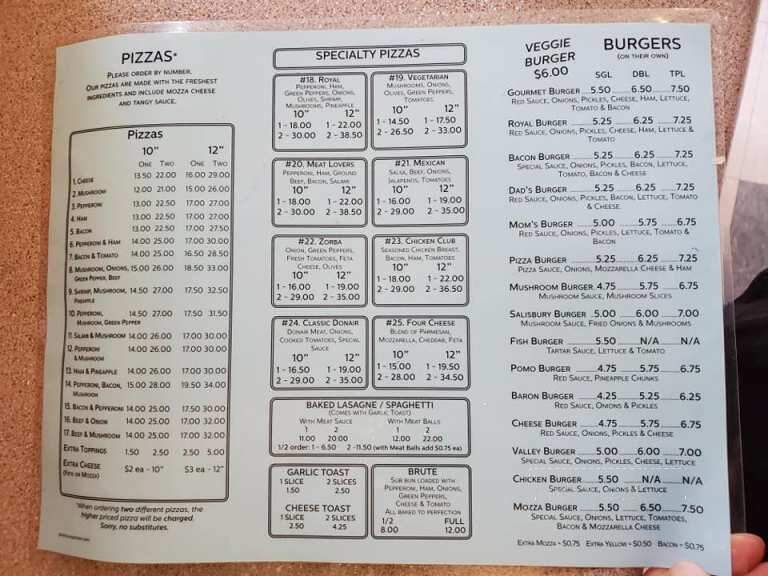 PIZZAS*
PLEASE ORDER BY NUMBER.
OUR PIZZAS ARE MADE WITH THE FRESHEST
INGREDIENTS AND INCLUDE MOZZA CHEESE
AND TANGY SAUCE.
Pizzas
10" 12"
ONE TWO ONE TWO
1. CHEESE 13.50 22.00 16.00 29.00
2. MUSHROOM 12.00 21.00 15.00 26.00
3. PEPPERONI 13.00 22.50 17.00 27.00
4. HAM 13.00 22.50 17.00 27.00
5. BACON 13.00 22.50 17.00 27.50
6. PEPPERONI & HAM 14.00 25.00 17.00 30.00
7. BACON & TOMATO 14.00 25.00 16.50 28.50
8. MUSHROOM, ONIONS, 15.00 26.00 18.50 33.00
GREEN PEPPER, BEEF
9. SHRIMP, MUSHROOM, 14.50 27.00 17.50 32.50
PINEAPPLE
10. PEPPERONI, 14.50 27.00 17.50 31.50
MUSHROOM, GREEN PEPPER
11. SALAMI & MUSHROOM 14.00 26.00 17.00 30.00
12. PEPPERONI 14.00 26.00 17.00 30.00
& MUSHROOM
13. HAM & PINEAPPLE 14.00 26.00 17.00 30.00
14. PEPPERONI, BACON, 15.00 28.00 19.50 34.00
MUSHROOM
15. BACON & PEPPERONI 14.00 25.00 17.50 30.00
16. BEEF & ONION 14.00 25.00 17.00 32.00
17. BEEF & MUSHROOM 14.00 25.00 17.00 32.00
EXTRA TOPPINGS 1.50 2.50 2.50 5.00
EXTRA CHEESE $2 ea - 10" $3 ea - 12"
(FETA OR MOZZA)
*When ordering two different pizzas, the
higher priced pizza will be charged.
Sorry, no substitutes.
SPECIALTY PIZZAS
#18. ROYAL
PEPPERONI, HAM,
GREEN PEPPERS, ONIONS,
OLIVES, SHRIMP,
MUSHROOMS, PINEAPPLE
10" 12"
1 - 18.00 1 - 22.00
2 - 30.00 2 - 38.50
#19. VEGETARIAN
MUSHROOMS, ONIONS,
OLIVES, GREEN PEPPERS,
TOMATOES
10" 12"
1 - 14.50 1 - 17.50
2 - 26.50 2 - 33.00
#20. MEAT LOVERS
PEPPERONI, HAM, GROUND
BEEF, BACON, SALAMI
10" 12"
1 - 18.00 1 - 22.00
2 - 30.00 2 - 38.50
#21. MEXICAN
SALSA, BEEF, ONIONS,
JALAPENOS, TOMATOES
10" 12"
1 - 16.00 1 - 19.00
2 - 29.00 2 - 35.00
#22. ZORBA
ONION, GREEN PEPPERS,
FRESH TOMATOES, FETA
CHEESE, OLIVES
10" 12"
1 - 16.00 1 - 19.00
2 - 29.00 2 - 35.00
#23. CHICKEN CLUB
SEASONED CHICKEN BREAST,
BACON, HAM, TOMATOES
10" 12"
1 - 18.00 1 - 22.00
2 - 29.00 2 - 36.50
#24. CLASSIC DONAIR
DONAIR MEAT, ONIONS,
COOKED TOMATOES, SPECIAL
SAUCE
10" 12"
1 - 16.50 1 - 19.00
2 - 29.00 2 - 35.00
#25. FOUR CHEESE
BLEND OF PARMESAN,
MOZZARELLA, CHEDDAR, FETA
10" 12"
1 - 15.00 1 - 19.50
2 - 28.00 2 - 34.50
BAKED LASAGNE / SPAGHETTI
(COMES WITH GARLIC TOAST)
WITH MEAT SAUCE WITH MEAT BALLS
1 2 1 2
11.00 20.00 12.00 22.00
1/2 order: 1 - 6.50 2 -11.50 (with Meat Balls add $0.75 ea)
GARLIC TOAST
1 SLICE 2 SLICES
1.50 2.50
CHEESE TOAST
1 SLICE 2 SLICES
2.50 4.25
BRUTE
SUB BUN LOADED WITH
PEPPERONI, HAM, ONIONS,
GREEN PEPPERS,
CHEESE & TOMATO
ALL BAKED TO PERFECTION
1/2 FULL
8.00 12.00
VEGGIE
BURGER
$6.00
BURGERS
(ON THEIR OWN)
SGL DBL TPL
GOURMET BURGER 5.50 6.50 7.50
RED SAUCE, ONIONS, PICKLES, CHEESE, HAM, LETTUCE,
TOMATO & BACON
ROYAL BURGER 5.25 6.25 7.25
RED SAUCE, ONIONS, PICKLES, CHEESE, HAM, LETTUCE &
TOMATO
BACON BURGER 5.25 6.25 7.25
SPECIAL SAUCE, ONIONS, PICKLES, BACON, LETTUCE,
TOMATO, BACON & CHEESE
DAD'S BURGER 5.25 6.25 7.25
RED SAUCE, ONIONS, PICKLES, BACON, LETTUCE, TOMATO
& CHEESE
MOM'S BURGER 5.00 5.75 6.75
RED SAUCE, ONIONS, PICKLES, LETTUCE, TOMATO &
BACON
PIZZA BURGER 5.25 6.25 7.25
PIZZA SAUCE, ONIONS, MOZZARELLA CHEESE & HAM
MUSHROOM BURGER 4.75 5.75 6.75
MUSHROOM SAUCE, MUSHROOM SLICES
SALISBURY BURGER 5.00 6.00 7.00
MUSHROOM SAUCE, FRIED ONIONS & MUSHROOMS
FISH BURGER 5.50 N/A N/A
TARTAR SAUCE, LETTUCE & TOMATO
POMO BURGER 4.75 5.75 6.75
RED SAUCE, PINEAPPLE CHUNKS
BARON BURGER 4.25 5.25 6.25
RED SAUCE, ONIONS & PICKLES
CHEESE BURGER 4.75 5.75 6.75
RED SAUCE, ONIONS, PICKLES & CHEESE
VALLEY BURGER 5.00 6.00 7.00
SPECIAL SAUCE, ONIONS, PICKLES, LETTUCE & TOMATO
CHICKEN BURGER 5.50 N/A N/A
SPECIAL SAUCE, ONIONS & LETTUCE
MOZZA BURGER 5.50 6.50 7.50
SPECIAL SAUCE, ONIONS, LETTUCE, TOMATOES,
BACON & MOZZARELLA CHEESE
EXTRA MOZZA = $0.75 EXTRA YELLOW = $0.50 BACON = $0.75